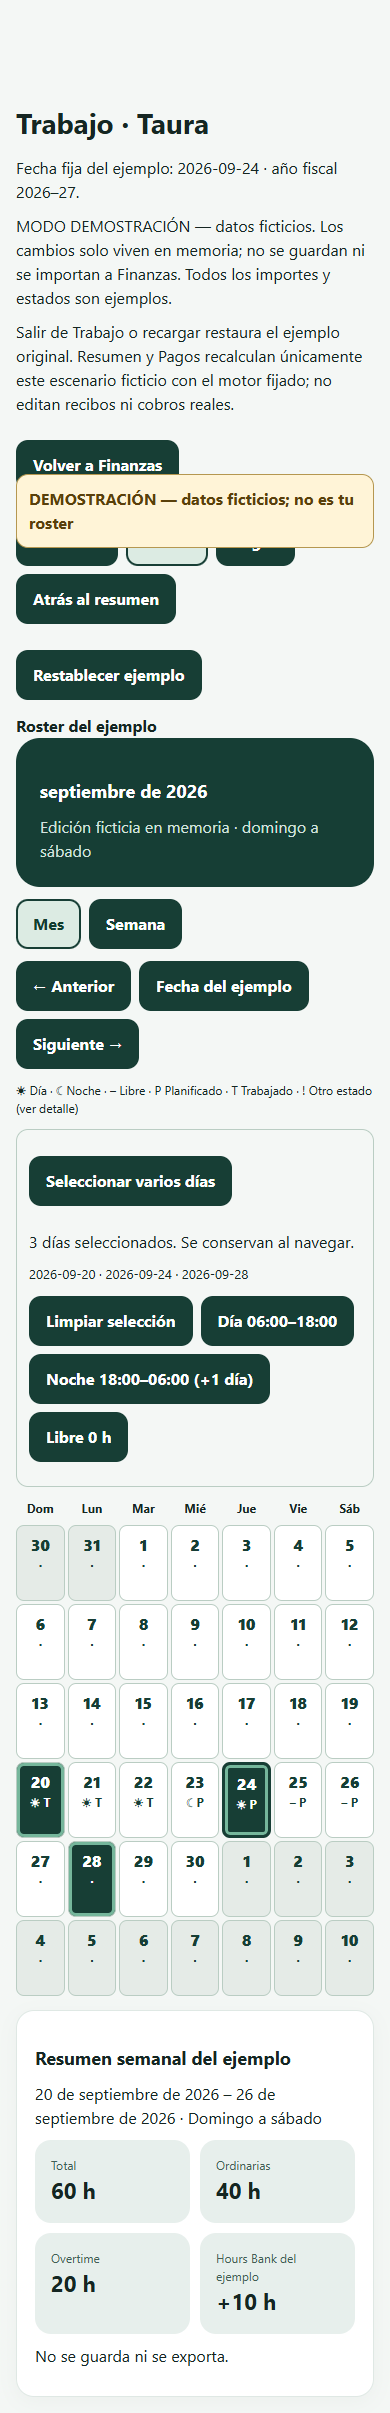 Trabajo · Taura
Fecha fija del ejemplo: 2026-09-24 · año fiscal
2026–27.
MODO DEMOSTRACIÓN — datos ficticios. Los
cambios solo viven en memoria; no se guardan ni
se importan a Finanzas. Todos los importes y
estados son ejemplos.
Salir de Trabajo o recargar restaura el ejemplo
original. Resumen y Pagos recalculan únicamente
este escenario ficticio con el motor fijado; no
editan recibos ni cobros reales.
Volver a Finanzas
DEMOSTRACIÓN — datos ficticios; no es tu
roster
Atrás al resumen
Restablecer ejemplo
Roster del ejemplo
septiembre de 2026
Edición ficticia en memoria · domingo a
sábado
Mes Semana
← Anterior Fecha del ejemplo
Siguiente →
☀ Día · ☾ Noche · – Libre · P Planificado · T Trabajado · ! Otro estado
(ver detalle)
Seleccionar varios días
3 días seleccionados. Se conservan al navegar.
2026-09-20 · 2026-09-24 · 2026-09-28
Limpiar selección Día 06:00–18:00
Noche 18:00–06:00 (+1 día)
Libre 0 h
Dom Lun Mar Mié Jue Vie Sáb
30 31 1 2 3 4 5
· · · · · · ·
6 7 8 9 10 11 12
· · · · · · ·
13 14 15 16 17 18 19
· · · · · · ·
20 21 22 23 24 25 26
☀ T ☀ T ☀ T ☾ P ☀ P – P – P
27 28 29 30 1 2 3
· · · · · · ·
4 5 6 7 8 9 10
· · · · · · ·
Resumen semanal del ejemplo
20 de septiembre de 2026 – 26 de
septiembre de 2026 · Domingo a sábado
Total Ordinarias
60 h 40 h
Overtime Hours Bank del
ejemplo
20 h +10 h
No se guarda ni se exporta.